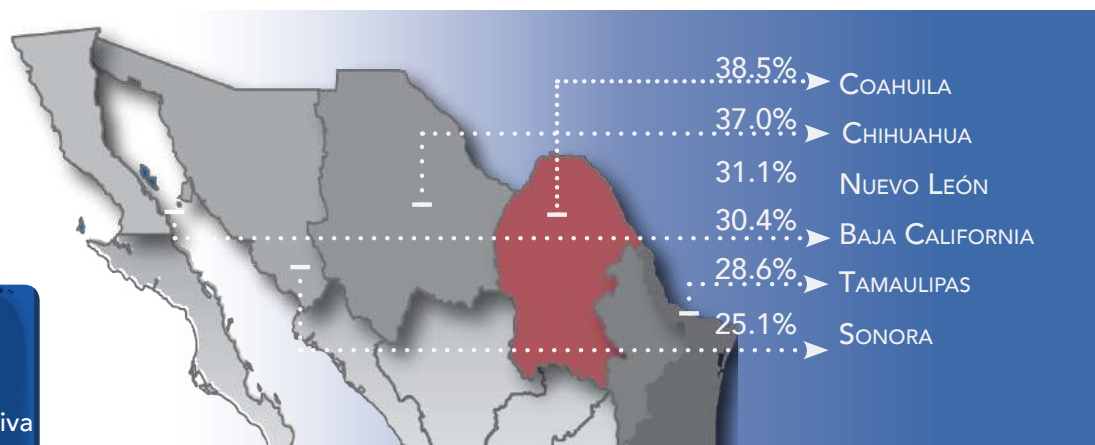 38.5% COAHUILA
37.0% CHIHUAHUA
31.1% NUEVO LEÓN
30.4% BAJA CALIFORNIA
28.6% TAMAULIPAS
25.1% SONORA
iva